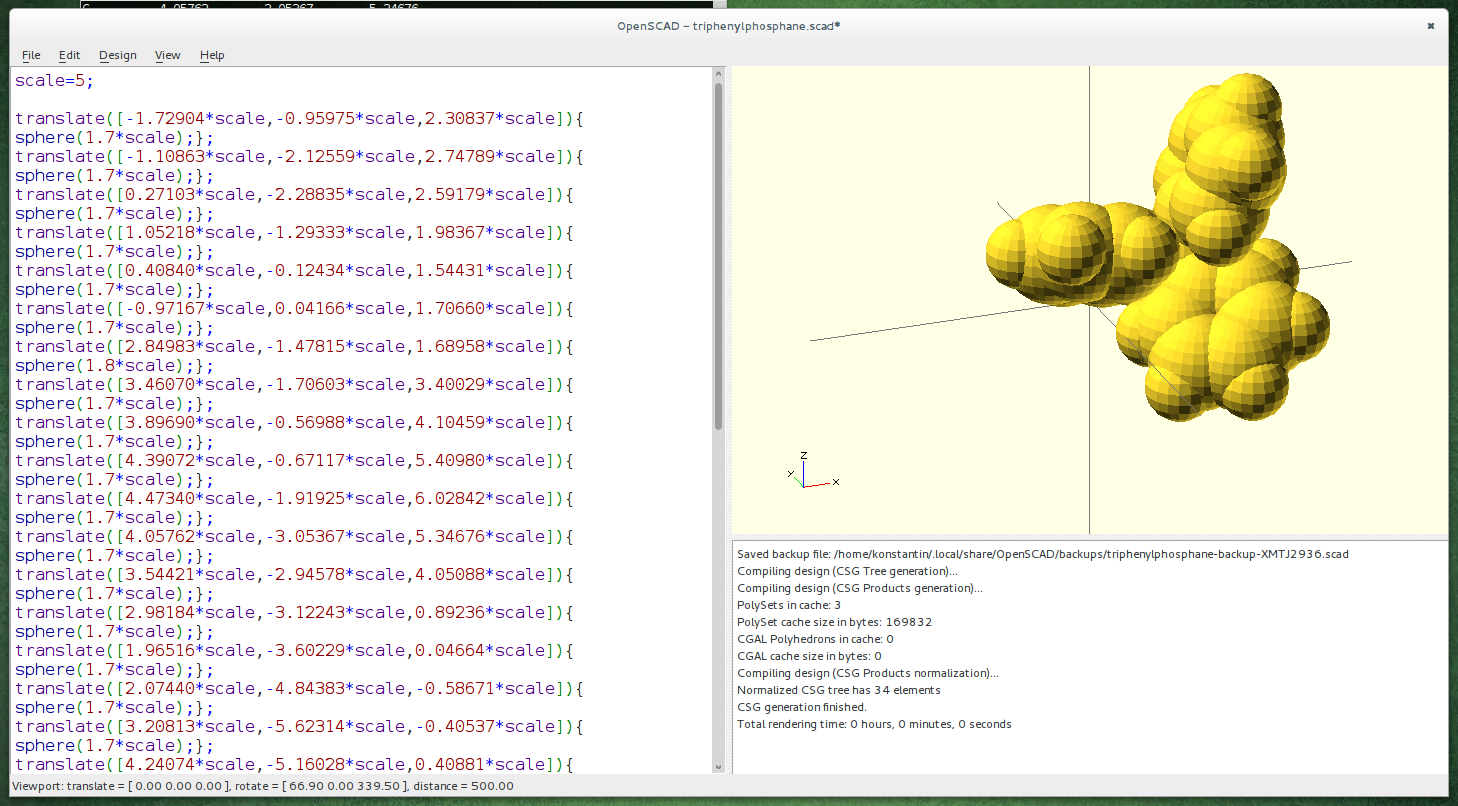 C 4.05762 -3.05367 5.34676
OpenSCAD – triphenylphosphane.scad*
File Edit Design View Help
scale=5;
translate([-1.72904*scale,-0.95975*scale,2.30837*scale]){
sphere(1.7*scale);};
translate([-1.10863*scale,-2.12559*scale,2.74789*scale]){
sphere(1.7*scale);};
translate([0.27103*scale,-2.28835*scale,2.59179*scale]){
sphere(1.7*scale);};
translate([1.05218*scale,-1.29333*scale,1.98367*scale]){
sphere(1.7*scale);};
translate([0.40840*scale,-0.12434*scale,1.54431*scale]){
sphere(1.7*scale);};
translate([-0.97167*scale,0.04166*scale,1.70660*scale]){
sphere(1.7*scale);};
translate([2.84983*scale,-1.47815*scale,1.68958*scale]){
sphere(1.8*scale);};
translate([3.46070*scale,-1.70603*scale,3.40029*scale]){
sphere(1.7*scale);};
translate([3.89690*scale,-0.56988*scale,4.10459*scale]){
sphere(1.7*scale);};
translate([4.39072*scale,-0.67117*scale,5.40980*scale]){
sphere(1.7*scale);};
translate([4.47340*scale,-1.91925*scale,6.02842*scale]){
sphere(1.7*scale);};
translate([4.05762*scale,-3.05367*scale,5.34676*scale]){
sphere(1.7*scale);};
translate([3.54421*scale,-2.94578*scale,4.05088*scale]){
sphere(1.7*scale);};
translate([2.98184*scale,-3.12243*scale,0.89236*scale]){
sphere(1.7*scale);};
translate([1.96516*scale,-3.60229*scale,0.04664*scale]){
sphere(1.7*scale);};
translate([2.07440*scale,-4.84383*scale,-0.58671*scale]){
sphere(1.7*scale);};
translate([3.20813*scale,-5.62314*scale,-0.40537*scale]){
sphere(1.7*scale);};
translate([4.24074*scale,-5.16028*scale,0.40881*scale]){
Z
Y
X
Saved backup file: /home/konstantin/.local/share/OpenSCAD/backups/triphenylphosphane-backup-XMTJ2936.scad
Compiling design (CSG Tree generation)...
Compiling design (CSG Products generation)...
PolySets in cache: 3
PolySet cache size in bytes: 169832
CGAL Polyhedrons in cache: 0
CGAL cache size in bytes: 0
Compiling design (CSG Products normalization)...
Normalized CSG tree has 34 elements
CSG generation finished.
Total rendering time: 0 hours, 0 minutes, 0 seconds
Viewport: translate = [ 0.00 0.00 0.00 ], rotate = [ 66.90 0.00 339.50 ], distance = 500.00